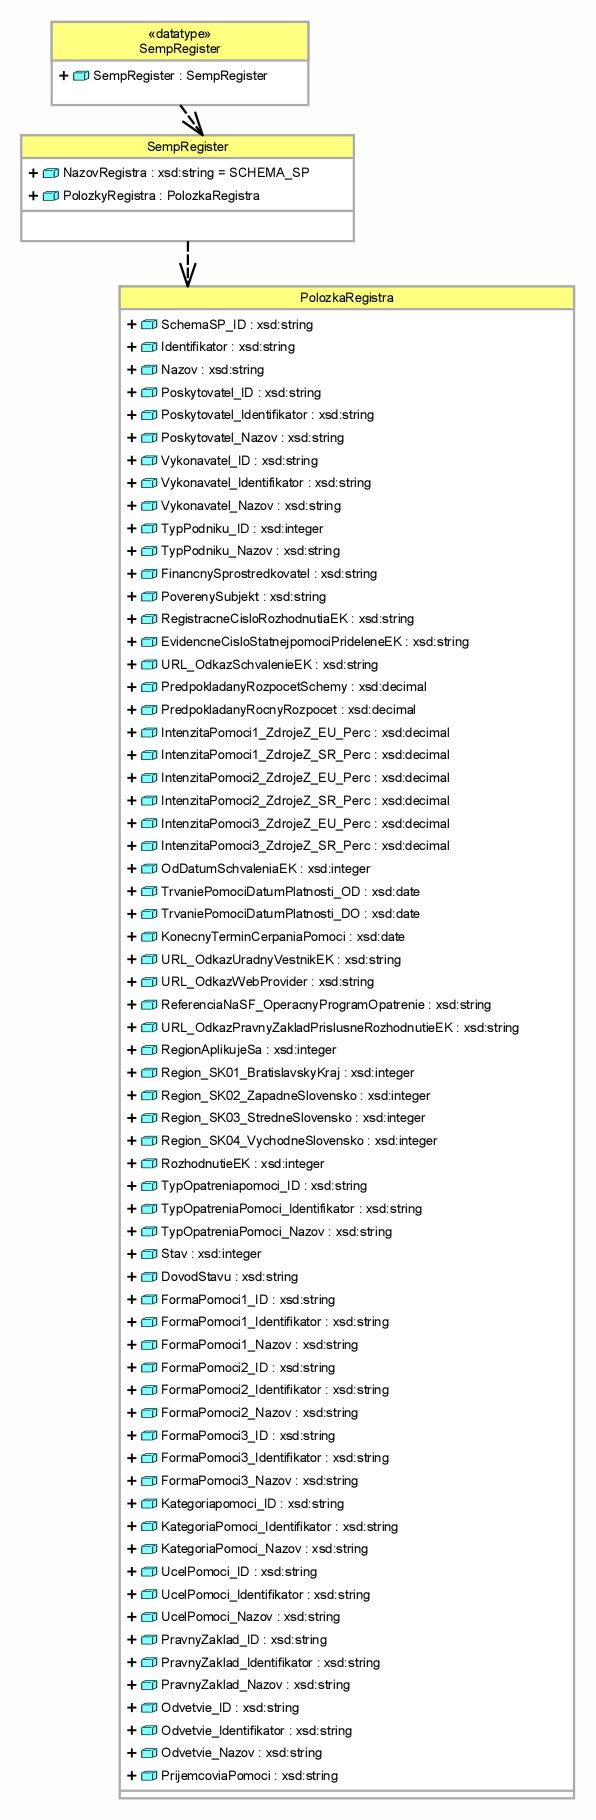 «datatype»
SempRegister
SempRegister : SempRegister
SempRegister
NazovRegistra : xsd:string = SCHEMA_SP
PolozkyRegistra : PolozkaRegistra
PolozkaRegistra
SchemaSP_ID : xsd:string
Identifikator : xsd:string
Nazov : xsd:string
Poskytovatel_ID : xsd:string
Poskytovatel_Identifikator : xsd:string
Poskytovatel_Nazov : xsd:string
Vykonavatel_ID : xsd:string
Vykonavatel_Identifikator : xsd:string
Vykonavatel_Nazov : xsd:string
TypPodniku_ID : xsd:integer
TypPodniku_Nazov : xsd:string
FinancnySprostredkovatel : xsd:string
PoverenySubjekt : xsd:string
RegistracneCisloRozhodnutiaEK : xsd:string
EvidencneCisloStatnejpomociPrideleneEK : xsd:string
URL_OdkazSchvalenieEK : xsd:string
PredpokladanyRozpocetSchemy : xsd:decimal
PredpokladanyRocnyRozpocet : xsd:decimal
IntenzitaPomoci1_ZdrojeZ_EU_Perc : xsd:decimal
IntenzitaPomoci1_ZdrojeZ_SR_Perc : xsd:decimal
IntenzitaPomoci2_ZdrojeZ_EU_Perc : xsd:decimal
IntenzitaPomoci2_ZdrojeZ_SR_Perc : xsd:decimal
IntenzitaPomoci3_ZdrojeZ_EU_Perc : xsd:decimal
IntenzitaPomoci3_ZdrojeZ_SR_Perc : xsd:decimal
OdDatumSchvaleniaEK : xsd:integer
TrvaniePomociDatumPlatnosti_OD : xsd:date
TrvaniePomociDatumPlatnosti_DO : xsd:date
KonecnyTerminCerpaniaPomoci : xsd:date
URL_OdkazUradnyVestnikEK : xsd:string
URL_OdkazWebProvider : xsd:string
ReferenciaNaSF_OperacnyProgramOpatrenie : xsd:string
URL_OdkazPravnyZakladPrislusneRozhodnutieEK : xsd:string
RegionAplikujeSa : xsd:integer
Region_SK01_BratislavskyKraj : xsd:integer
Region_SK02_ZapadneSlovensko : xsd:integer
Region_SK03_StredneSlovensko : xsd:integer
Region_SK04_VychodneSlovensko : xsd:integer
RozhodnutieEK : xsd:integer
TypOpatreniapomoci_ID : xsd:string
TypOpatreniaPomoci_Identifikator : xsd:string
TypOpatreniaPomoci_Nazov : xsd:string
Stav : xsd:integer
DovodStavu : xsd:string
FormaPomoci1_ID : xsd:string
FormaPomoci1_Identifikator : xsd:string
FormaPomoci1_Nazov : xsd:string
FormaPomoci2_ID : xsd:string
FormaPomoci2_Identifikator : xsd:string
FormaPomoci2_Nazov : xsd:string
FormaPomoci3_ID : xsd:string
FormaPomoci3_Identifikator : xsd:string
FormaPomoci3_Nazov : xsd:string
Kategoriapomoci_ID : xsd:string
KategoriaPomoci_Identifikator : xsd:string
KategoriaPomoci_Nazov : xsd:string
UcelPomoci_ID : xsd:string
UcelPomoci_Identifikator : xsd:string
UcelPomoci_Nazov : xsd:string
PravnyZaklad_ID : xsd:string
PravnyZaklad_Identifikator : xsd:string
PravnyZaklad_Nazov : xsd:string
Odvetvie_ID : xsd:string
Odvetvie_Identifikator : xsd:string
Odvetvie_Nazov : xsd:string
PrijemcoviaPomoci : xsd:string